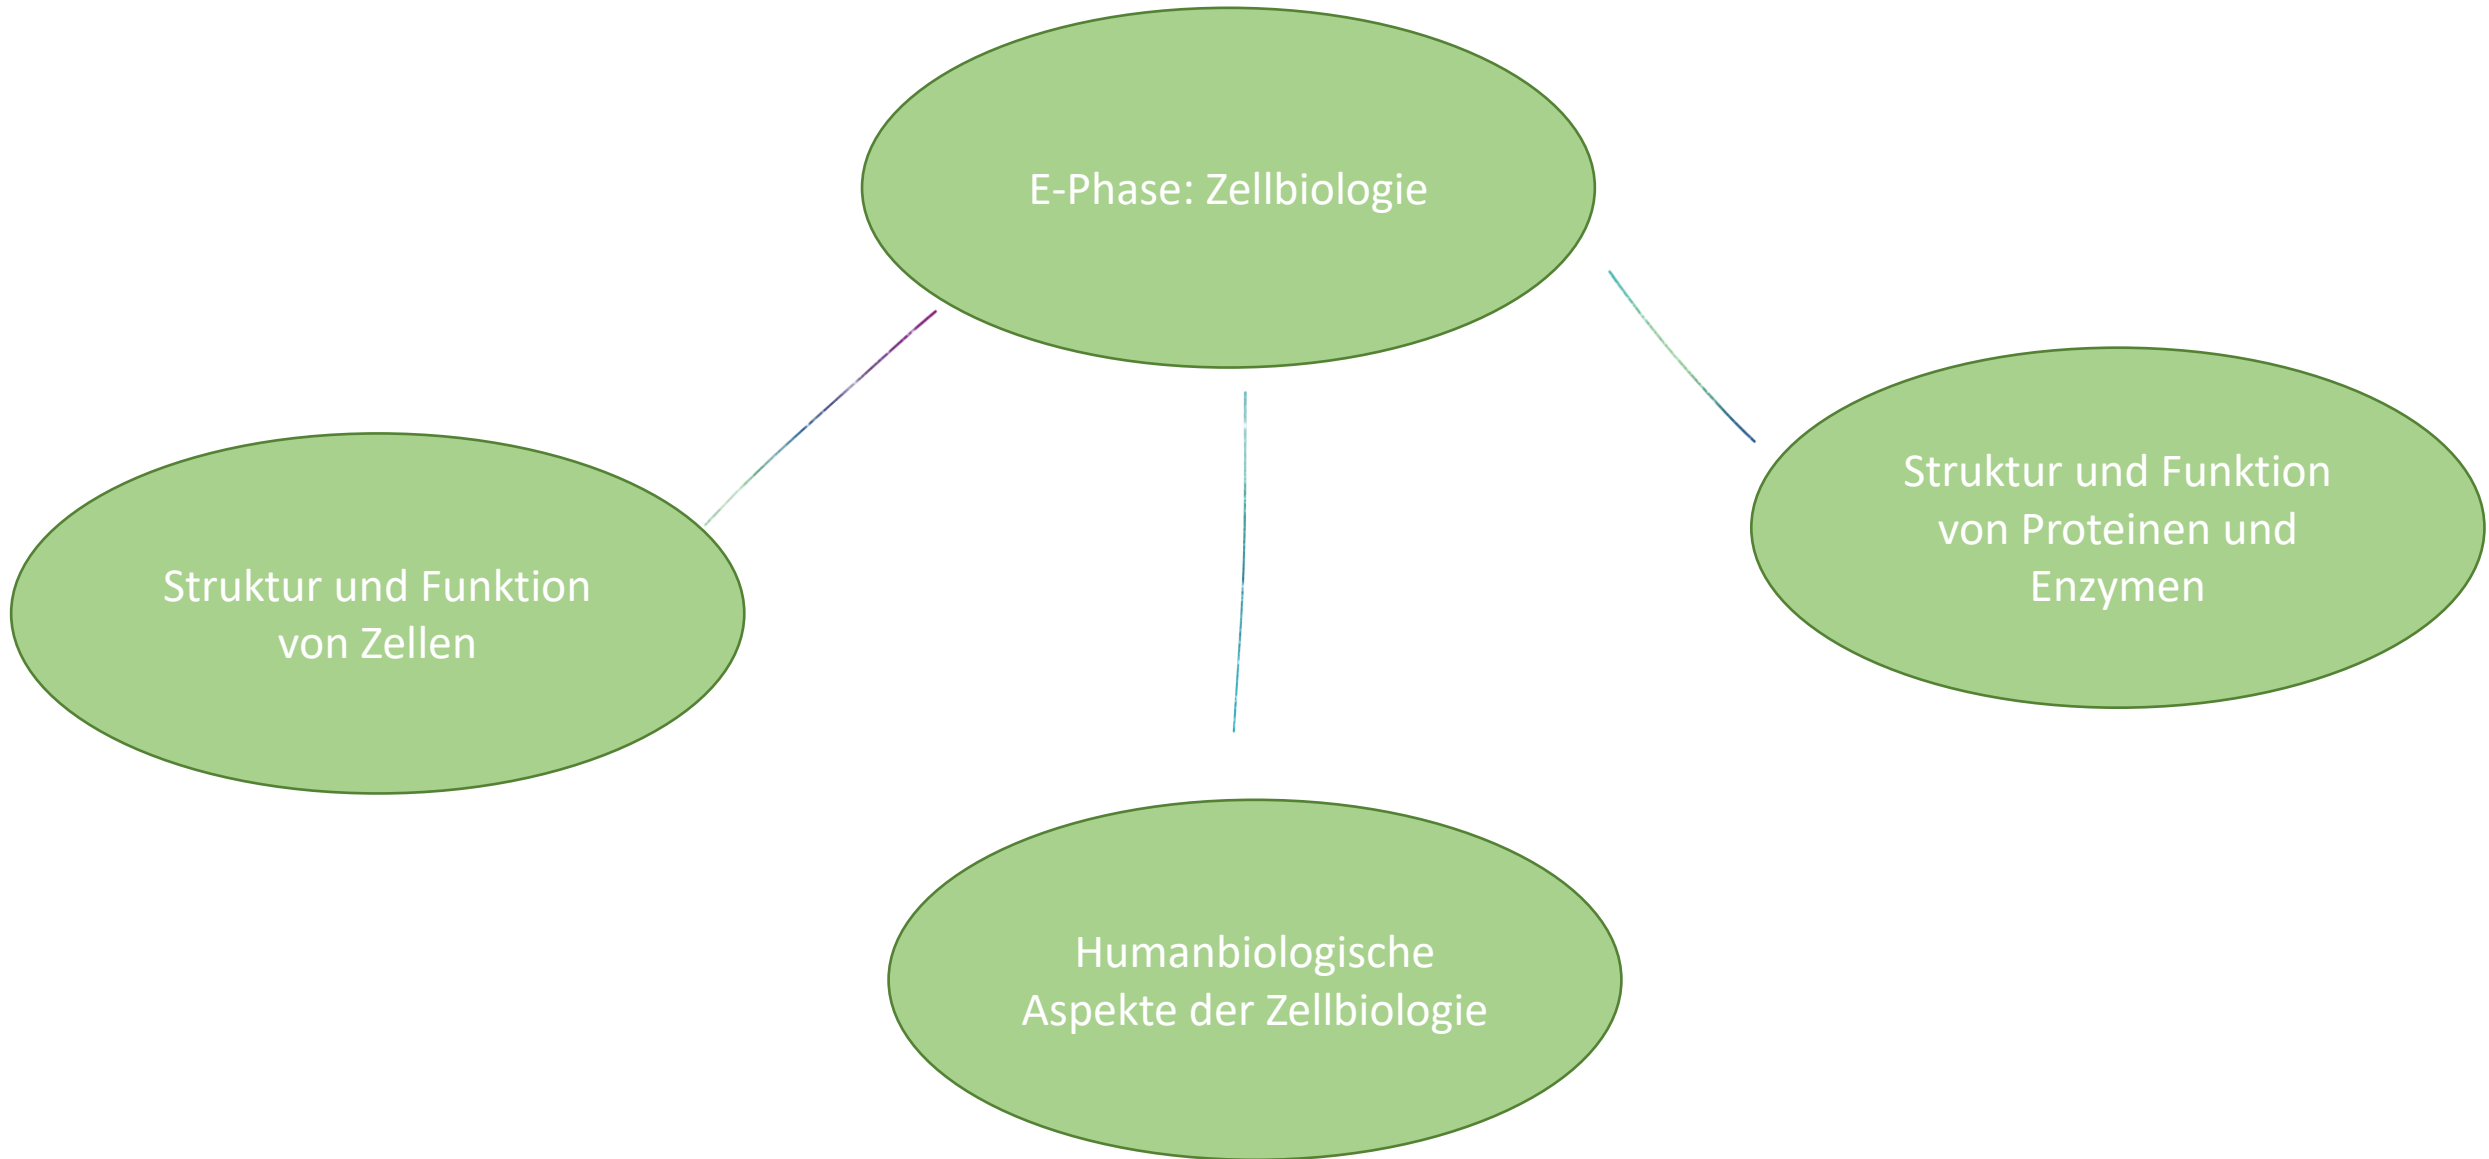 E-Phase: Zellbiologie
Struktur und Funktion
von Zellen
Struktur und Funktion
von Proteinen und
Enzymen
Humanbiologische
Aspekte der Zellbiologie